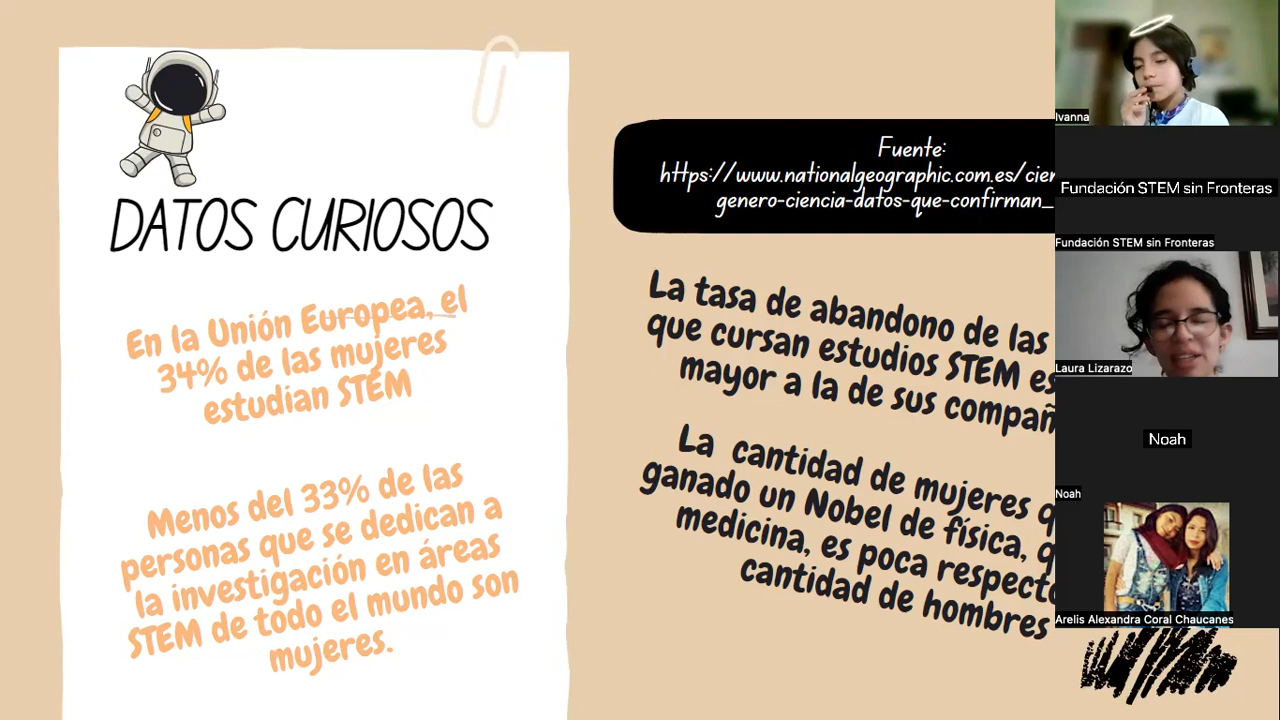 DATOS CURIOSOS
En la Unión Europea, el
34% de las mujeres
estudian STEM
Menos del 33% de las
personas que se dedican a
la investigación en áreas
STEM de todo el mundo son
mujeres.
Fuente:
https://www.nationalgeographic.com.es/cien
genero-ciencia-datos-que-confirman_
La tasa de abandono de las
que cursan estudios STEM es
mayor a la de sus compañ
La cantidad de mujeres q
ganado un Nobel de física, q
medicina, es poca respecto
cantidad de hombres
Ivanna
Fundación STEM sin Fronteras
Fundación STEM sin Fronteras
Laura Lizarazo
Noah
Noah
Arelis Alexandra Coral Chaucanes